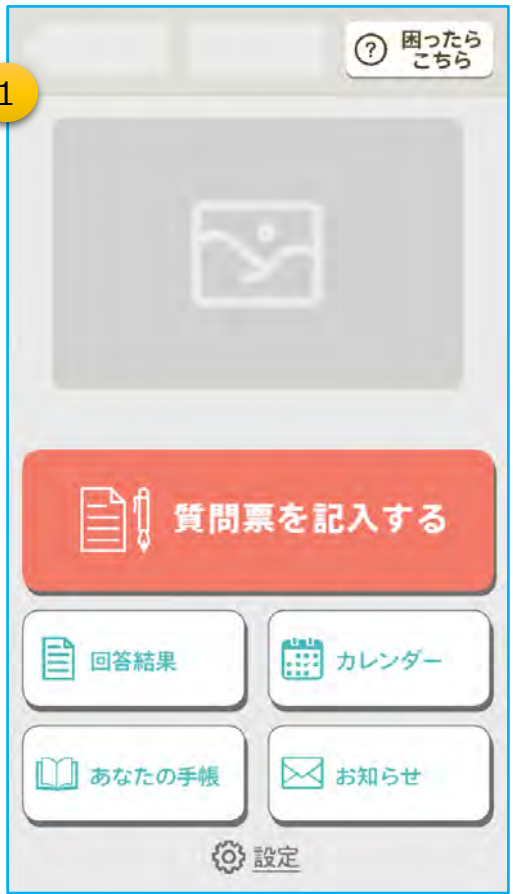 ? 困ったら
こちら
1
質問票を記入する
回答結果
カレンダー
あなたの手帳
お知らせ
設定